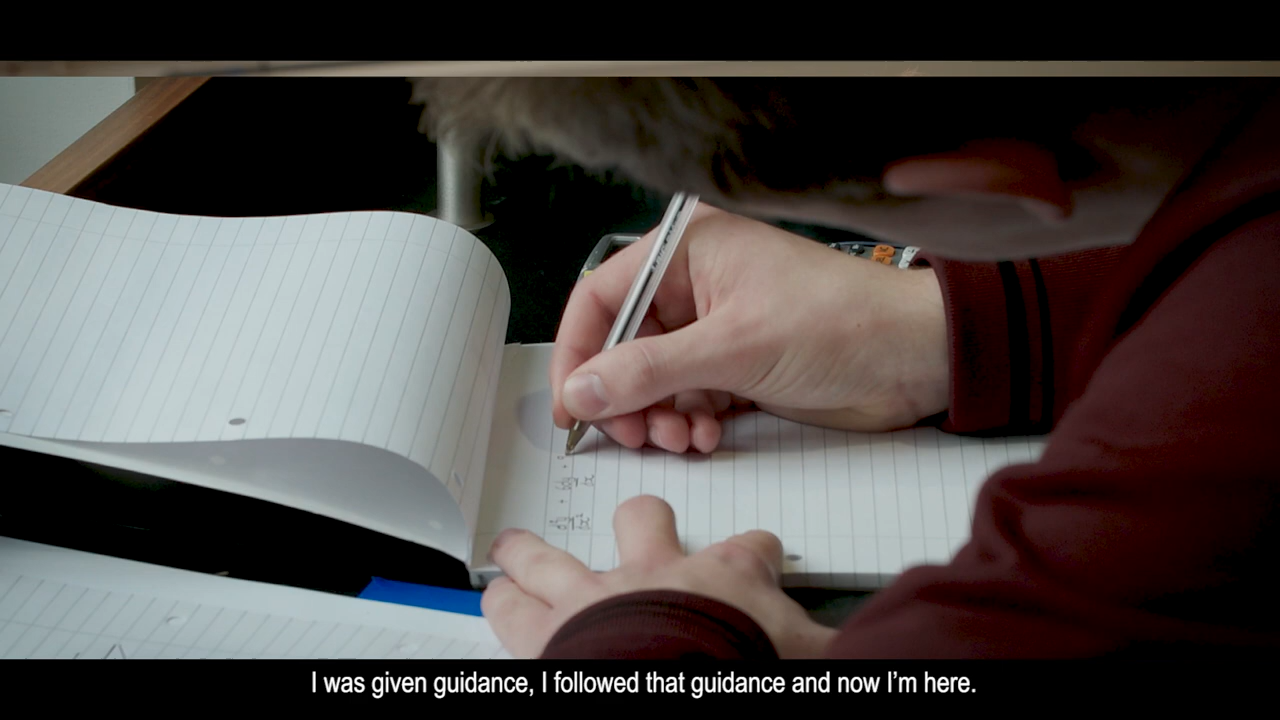 I was given guidance, I followed that guidance and now I'm here.